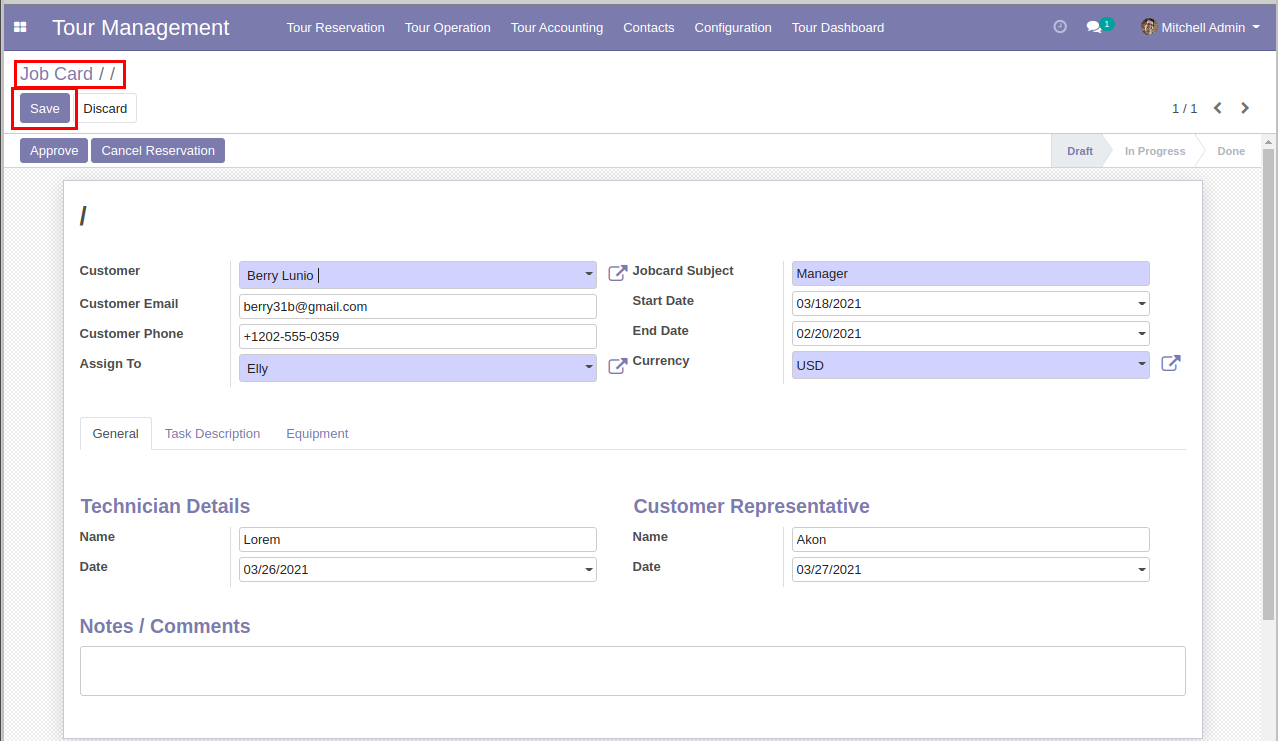 Tour Management Tour Reservation Tour Operation Tour Accounting Contacts Configuration Tour Dashboard 1 Mitchell Admin
Job Card / /
Save Discard 1 / 1
Approve Cancel Reservation Draft In Progress Done
/
Customer Berry Lunio Jobcard Subject Manager
Customer Email berry31b@gmail.com Start Date 03/18/2021
Customer Phone +1202-555-0359 End Date 02/20/2021
Assign To Elly Currency USD
General Task Description Equipment
Technician Details Customer Representative
Name Lorem Name Akon
Date 03/26/2021 Date 03/27/2021
Notes / Comments